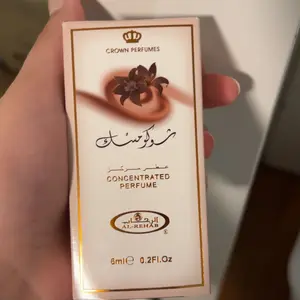 CROWN PERFUMES
شوكو مسك
عطر مركز
CONCENTRATED
PERFUME
الرحاب
AL-REHAB ®
6ml℮ 0.2Fl.Oz